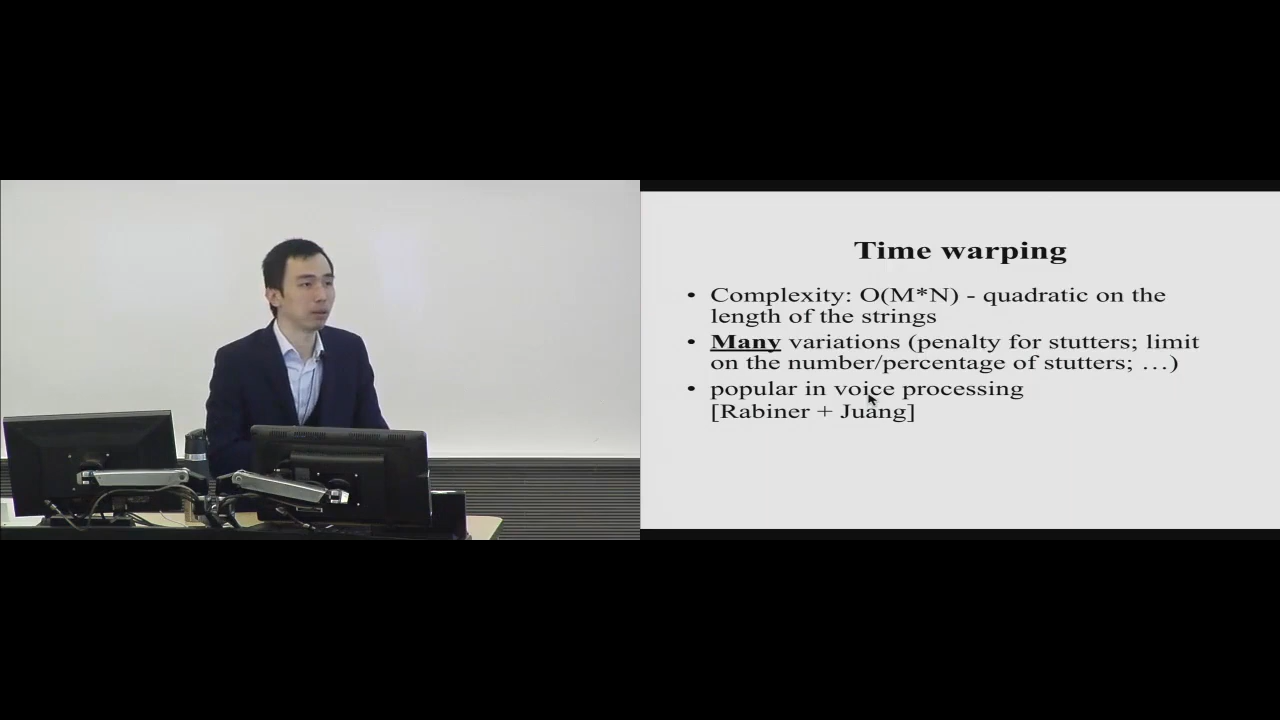 Time warping
• Complexity: O(M*N) - quadratic on the
length of the strings
• Many variations (penalty for stutters; limit
on the number/percentage of stutters; …)
• popular in voice processing
[Rabiner + Juang]